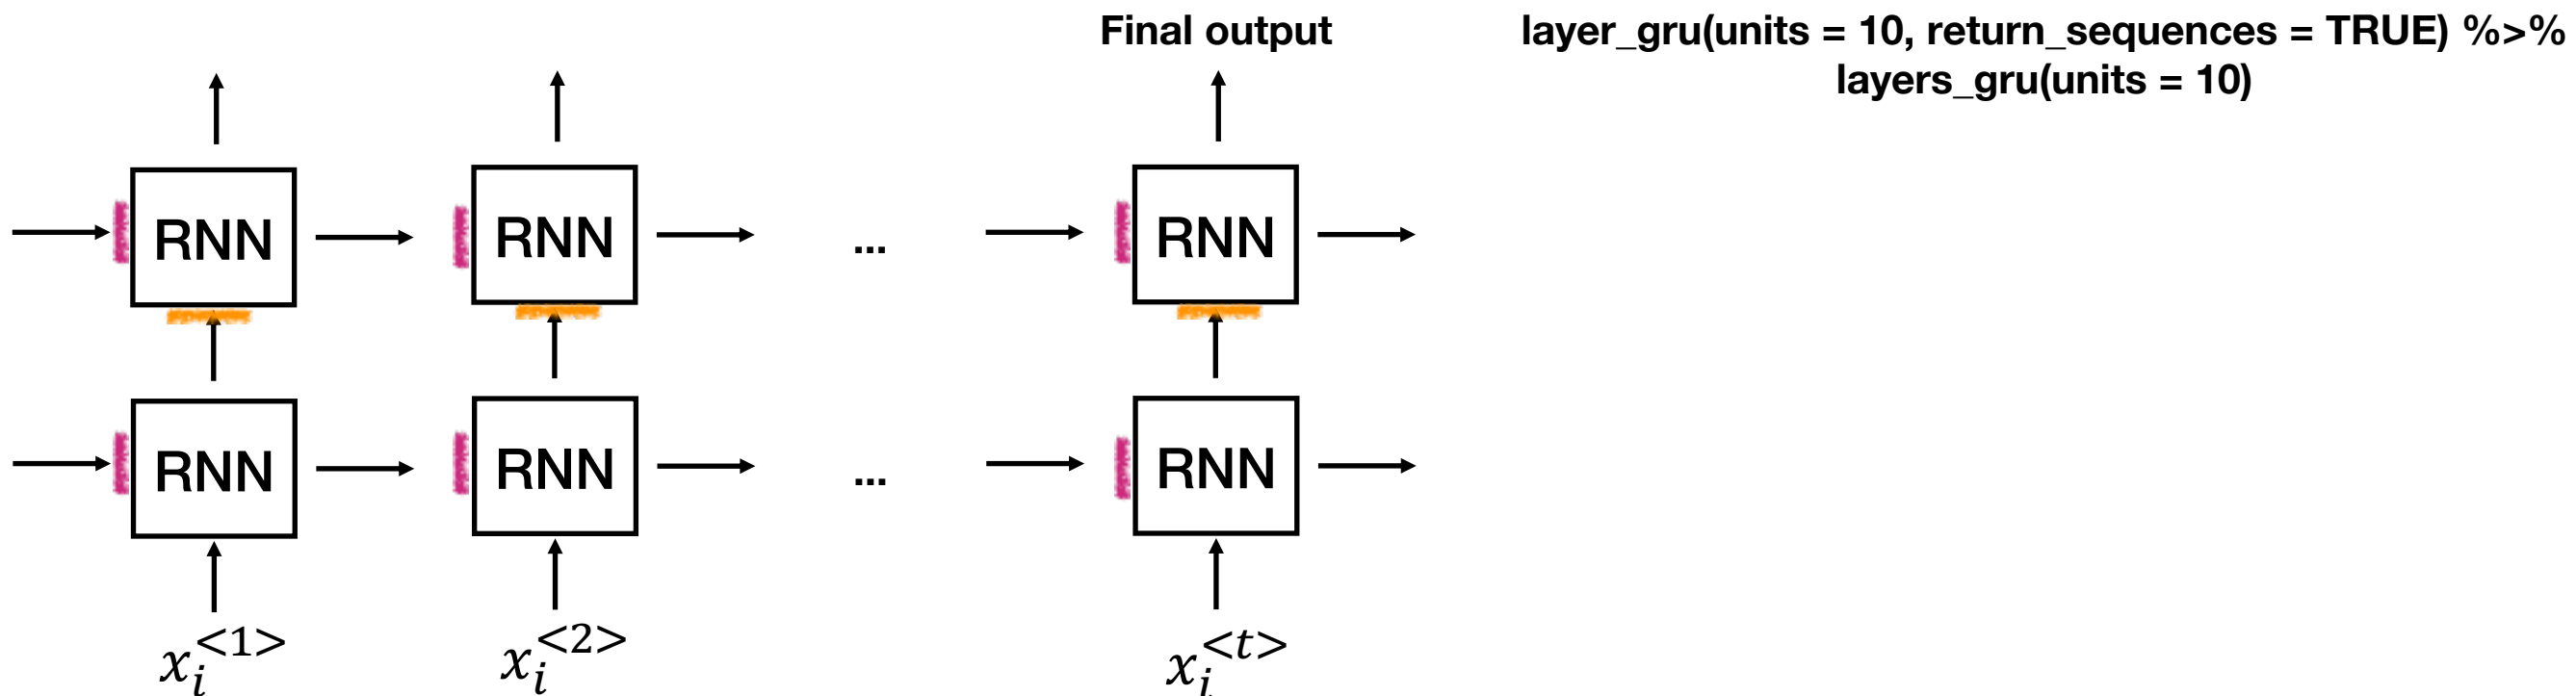 Final output
layer_gru(units = 10, return_sequences = TRUE) %>%
layers_gru(units = 10)
RNN RNN ... RNN
RNN RNN ... RNN
x_i^{<1>} x_i^{<2>} x_i^{<t>}